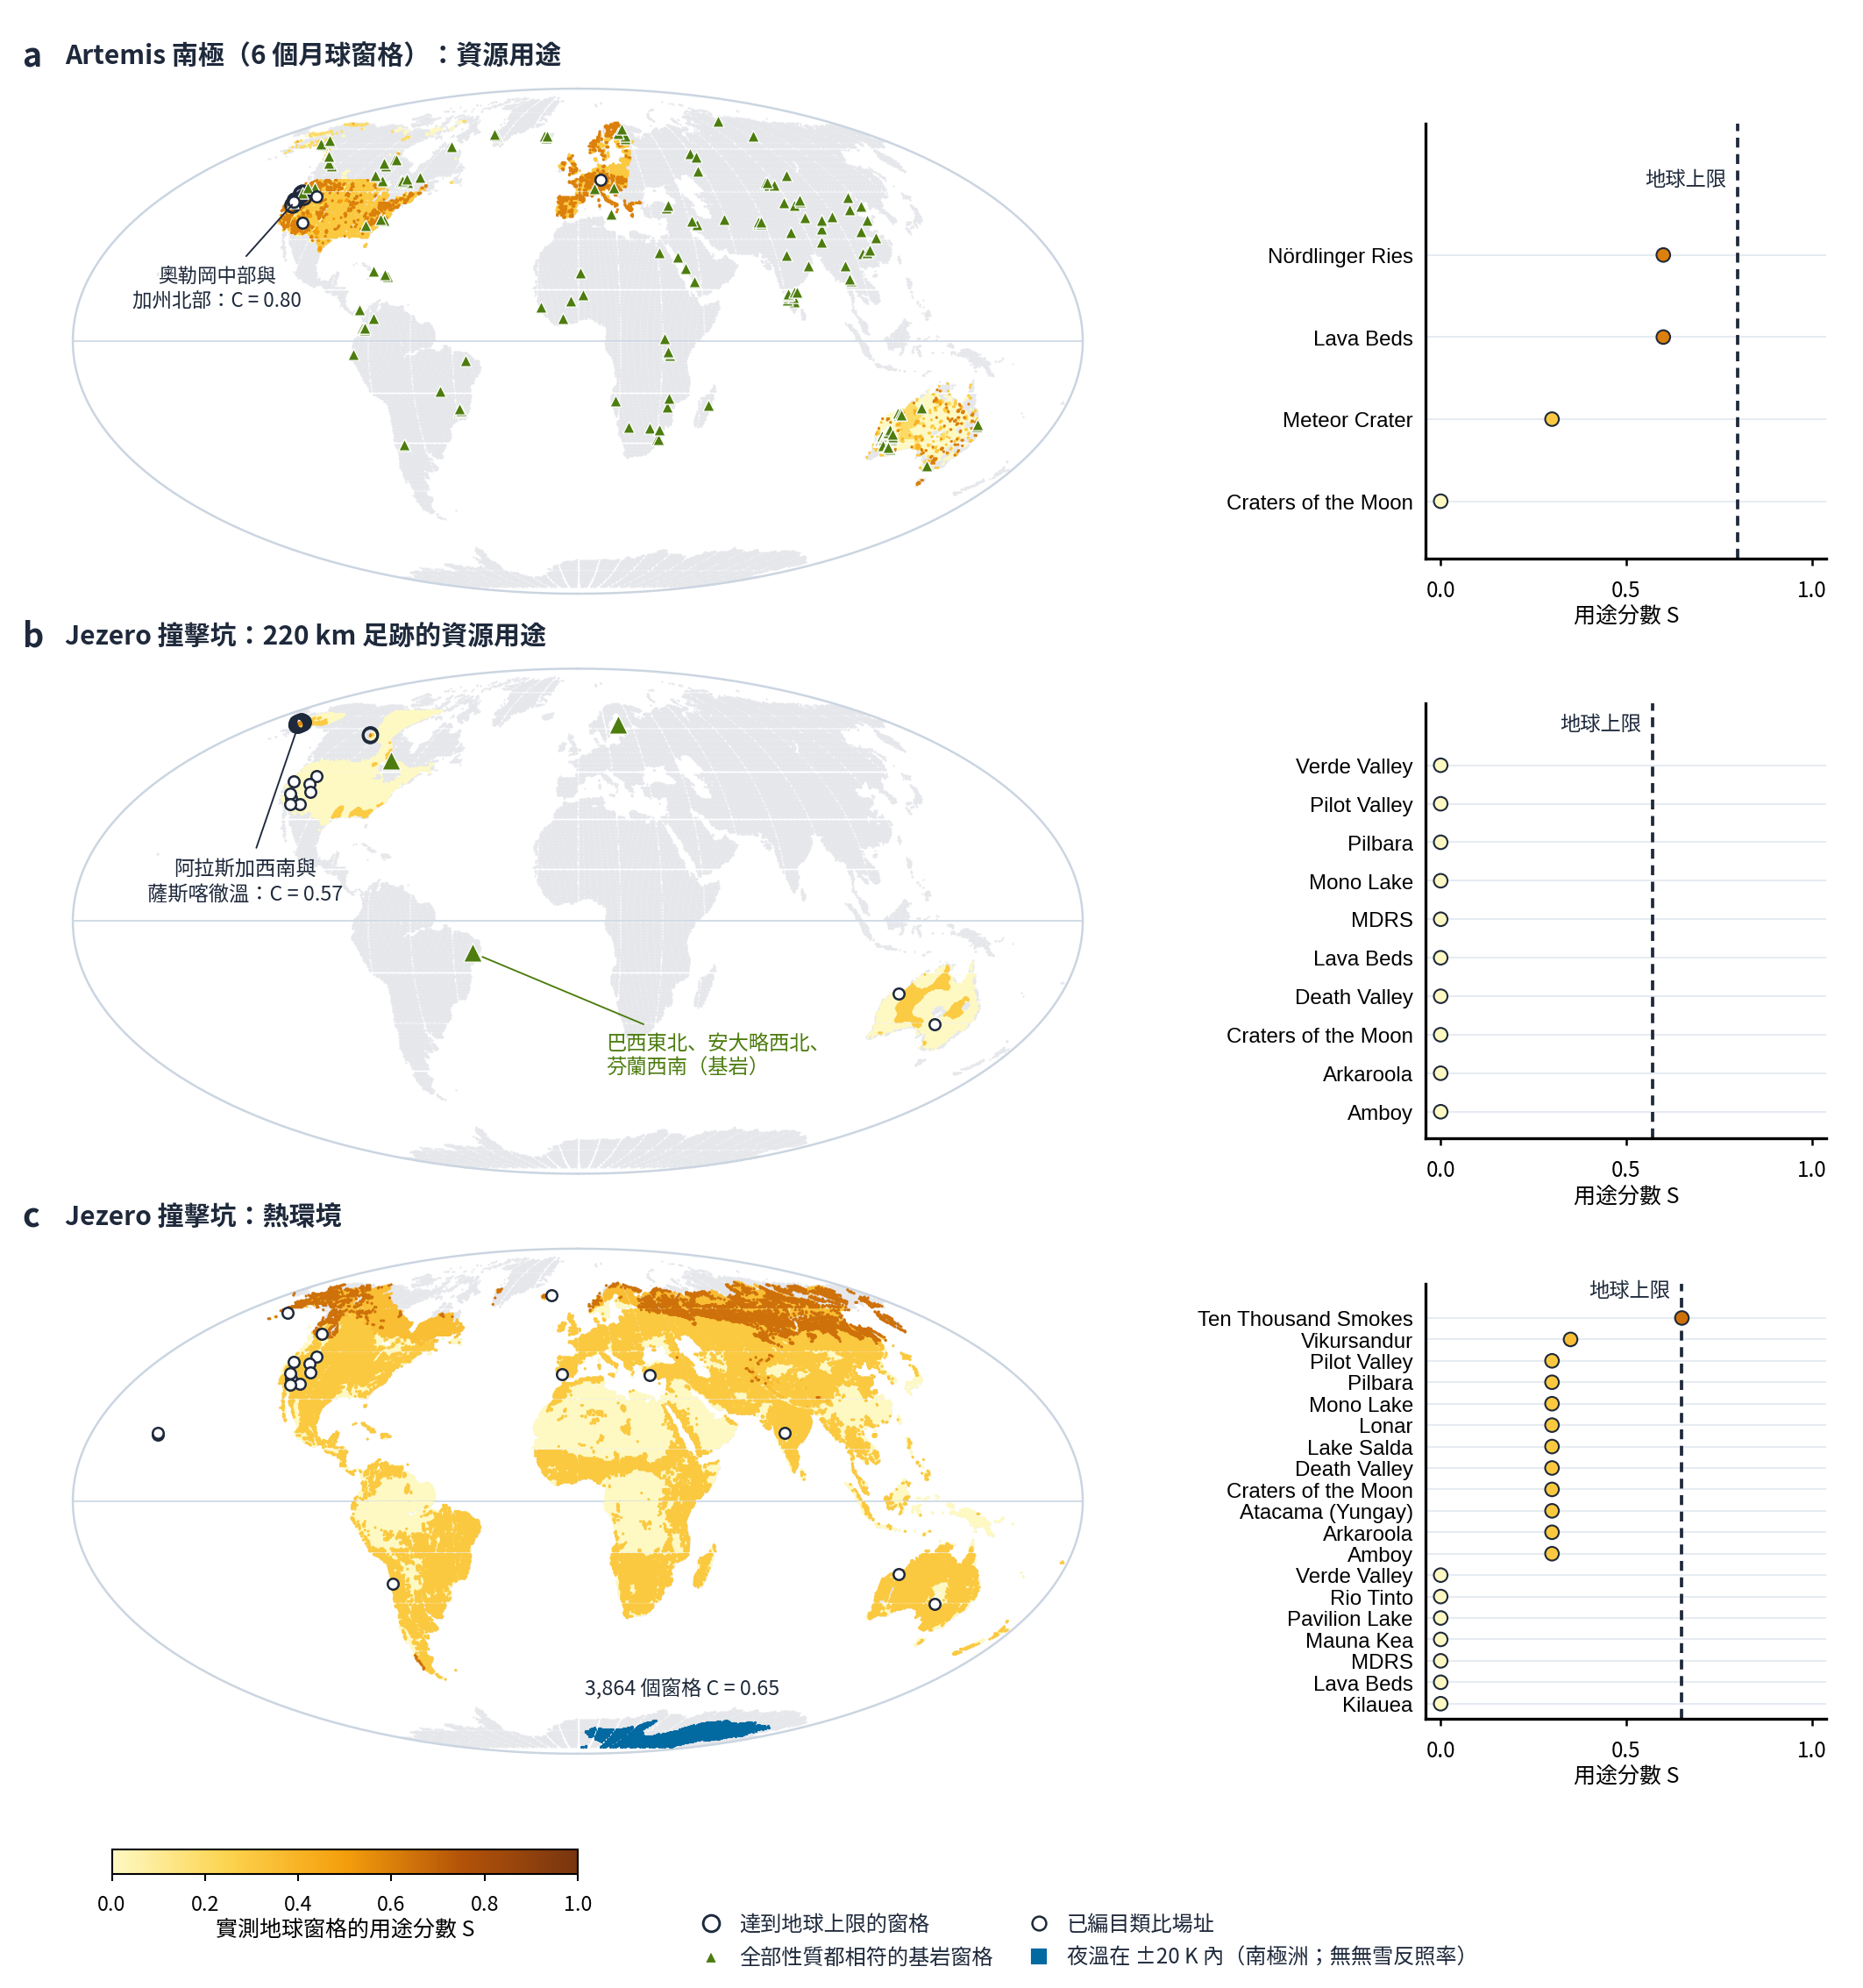 a Artemis 南極（6 個月球窗格）：資源用途
奧勒岡中部與
加州北部：C = 0.80
地球上限
Nördlinger Ries
Lava Beds
Meteor Crater
Craters of the Moon
0.0 0.5 1.0
用途分數 S
b Jezero 撞擊坑：220 km 足跡的資源用途
阿拉斯加西南與
薩斯喀徹溫：C = 0.57
巴西東北、安大略西北、
芬蘭西南（基岩）
地球上限
Verde Valley
Pilot Valley
Pilbara
Mono Lake
MDRS
Lava Beds
Death Valley
Craters of the Moon
Arkaroola
Amboy
0.0 0.5 1.0
用途分數 S
c Jezero 撞擊坑：熱環境
3,864 個窗格 C = 0.65
地球上限
Ten Thousand Smokes
Vikursandur
Pilot Valley
Pilbara
Mono Lake
Lonar
Lake Salda
Death Valley
Craters of the Moon
Atacama (Yungay)
Arkaroola
Amboy
Verde Valley
Rio Tinto
Pavilion Lake
Mauna Kea
MDRS
Lava Beds
Kilauea
0.0 0.5 1.0
用途分數 S
0.0 0.2 0.4 0.6 0.8 1.0
實測地球窗格的用途分數 S
達到地球上限的窗格
全部性質都相符的基岩窗格
已編目類比場址
夜溫在 ±20 K 內（南極洲；無無雪反照率）